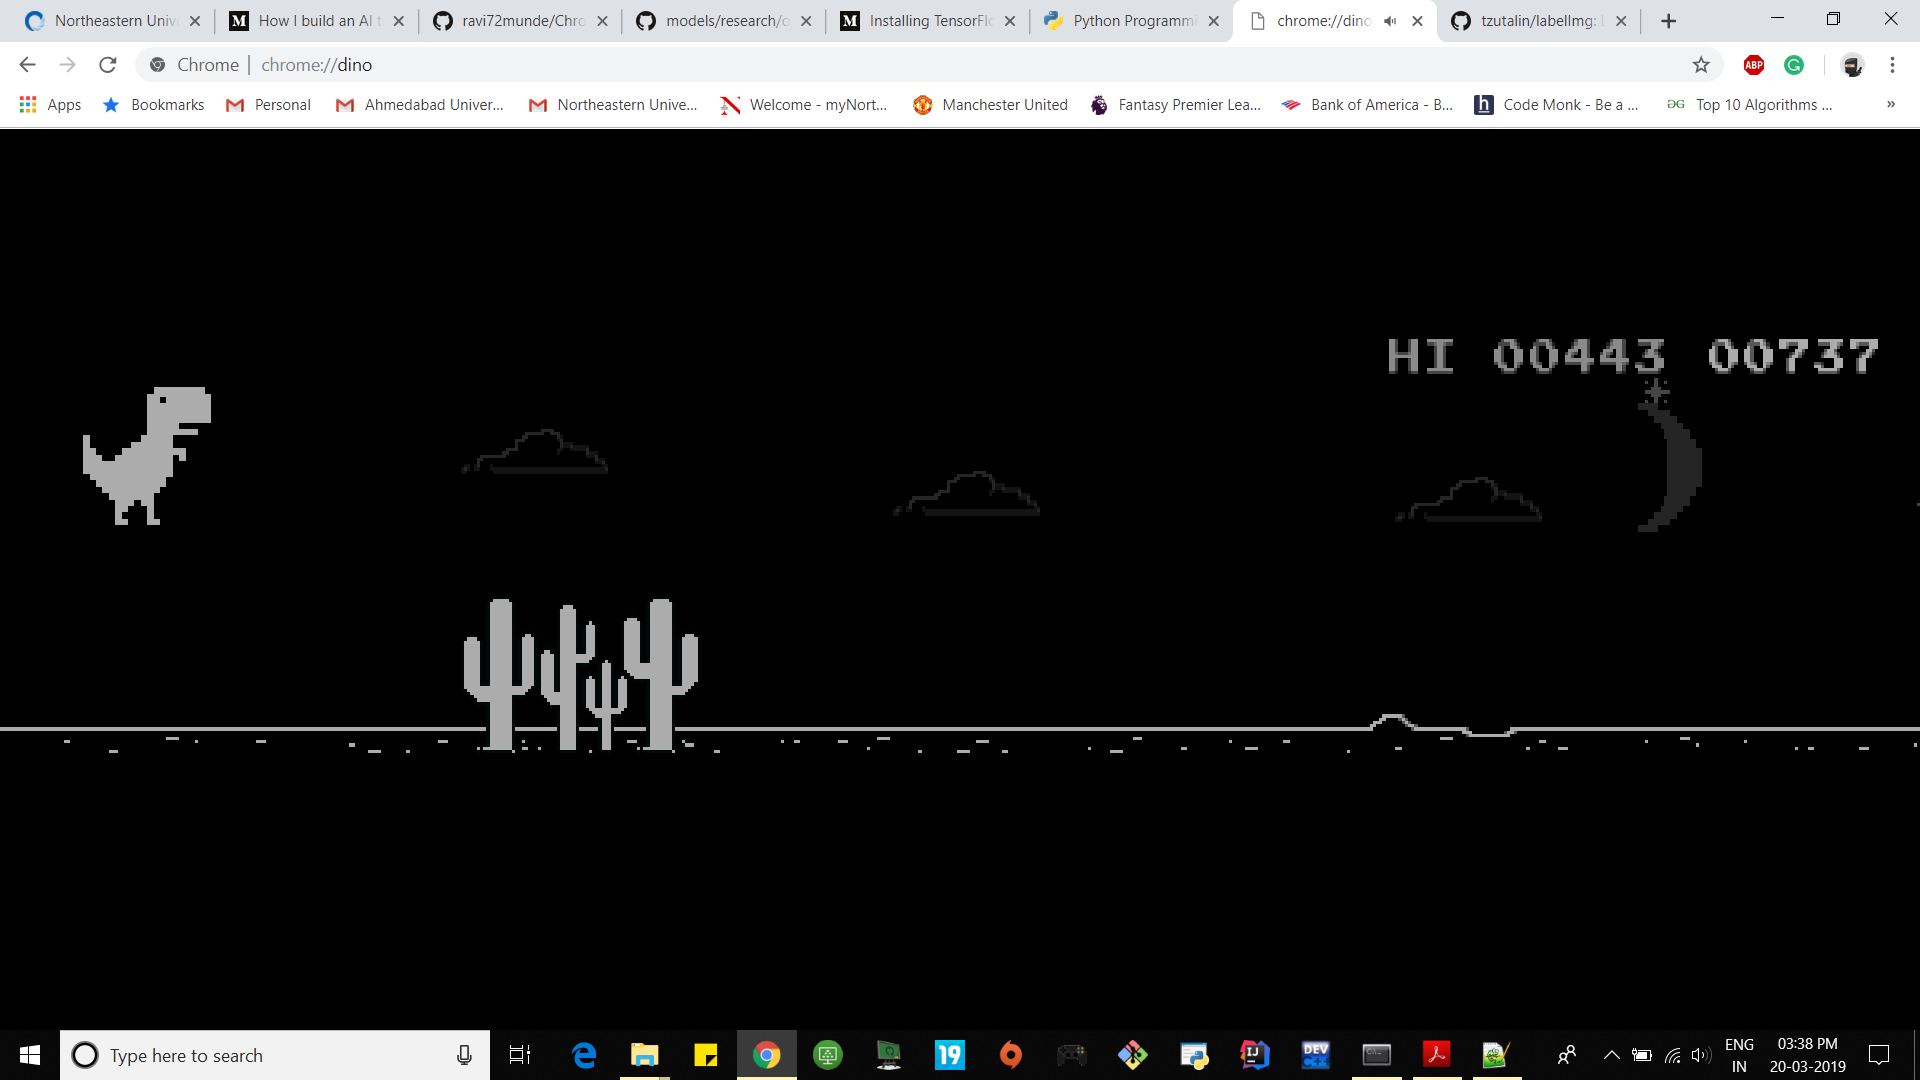 Northeastern Univ
How I build an AI t
ravi72munde/Chro
models/research/o
Installing TensorFlo
Python Programmi
chrome://dino
tzutalin/labelImg: L
Chrome | chrome://dino
ABP
G
Apps
Bookmarks
Personal
Ahmedabad Univer...
Northeastern Unive...
Welcome - myNort...
Manchester United
Fantasy Premier Lea...
Bank of America - B...
Code Monk - Be a ...
Top 10 Algorithms ...
»
HI 00443 00737
Type here to search
19
IJ
DEV
ENG
IN
03:38 PM
20-03-2019